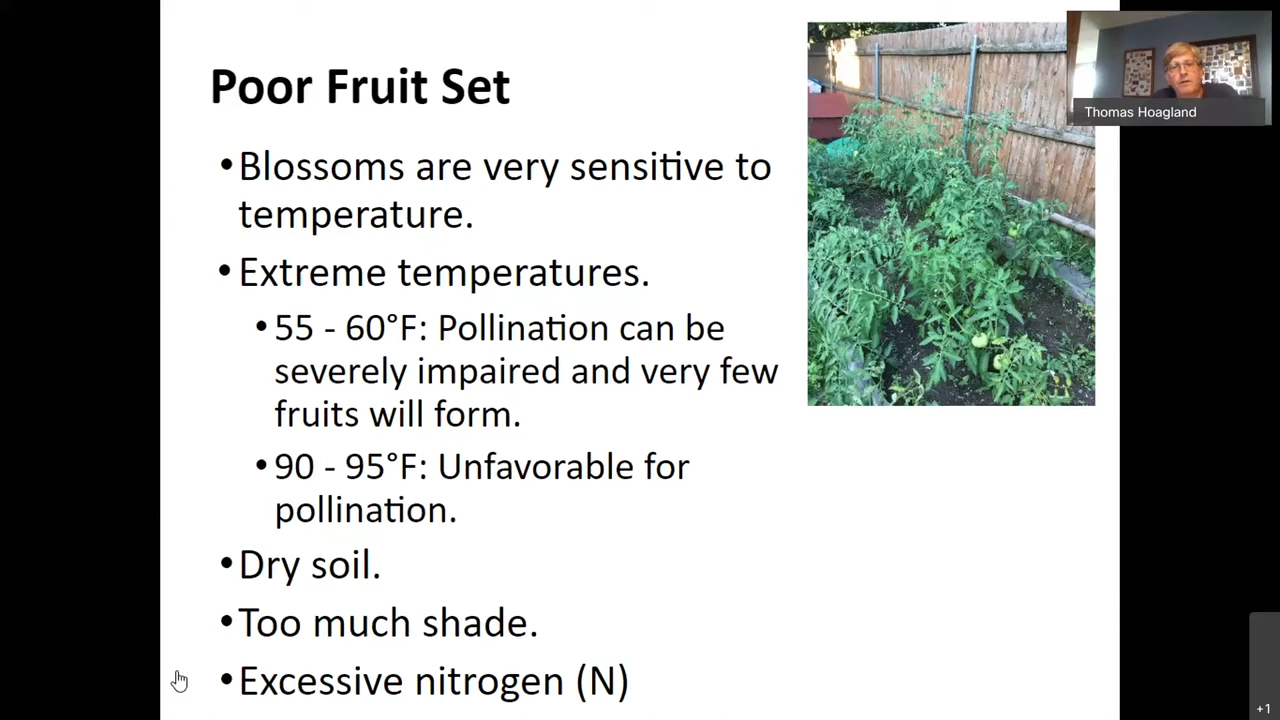 Poor Fruit Set
•Blossoms are very sensitive to
temperature.
•Extreme temperatures.
•55 - 60°F: Pollination can be
severely impaired and very few
fruits will form.
•90 - 95°F: Unfavorable for
pollination.
•Dry soil.
•Too much shade.
•Excessive nitrogen (N)
Thomas Hoagland
+1